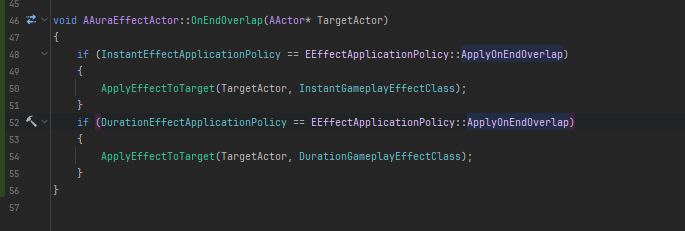 45
46 void AAuraEffectActor::OnEndOverlap(AActor* TargetActor)
47 {
48     if (InstantEffectApplicationPolicy == EEffectApplicationPolicy::ApplyOnEndOverlap)
49     {
50         ApplyEffectToTarget(TargetActor, InstantGameplayEffectClass);
51     }
52     if (DurationEffectApplicationPolicy == EEffectApplicationPolicy::ApplyOnEndOverlap)
53     {
54         ApplyEffectToTarget(TargetActor, DurationGameplayEffectClass);
55     }
56 }
57